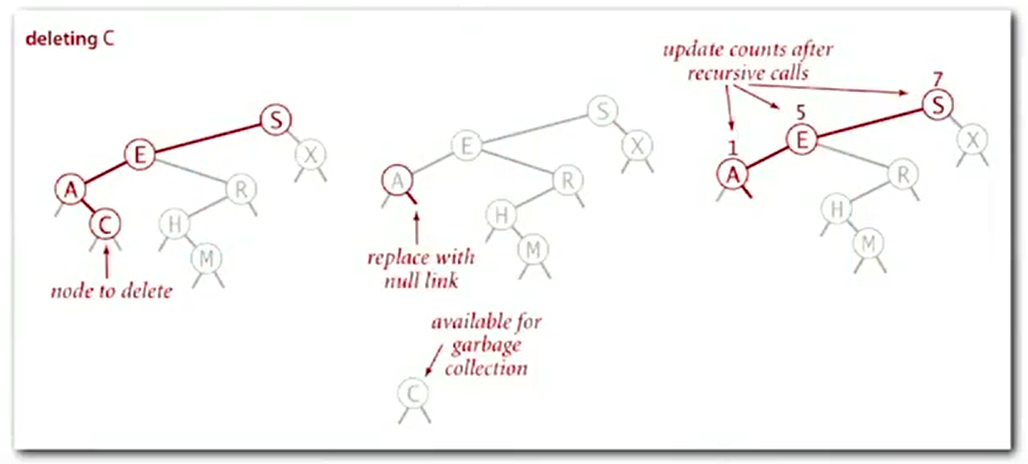 deleting C
S
E
X
A
R
C
H
M
node to delete
S
E
X
A
R
H
M
replace with
null link
available for
garbage
collection
C
update counts after
recursive calls
7
S
5
E
X
1
A
R
H
M